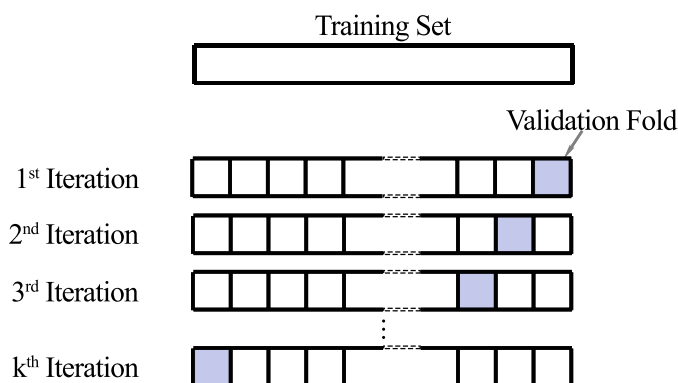 Training Set
Validation Fold
1st Iteration
2nd Iteration
3rd Iteration
kth Iteration